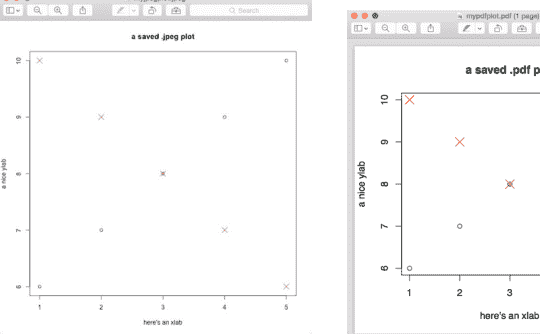 Search
a saved .jpeg plot
10
9
8
7
6
a nice ylab
1 2 3 4 5
here's an xlab
mypdfplot.pdf (1 page)
a saved .pdf p
10
9
8
7
6
a nice ylab
1 2 3
here's an xlab